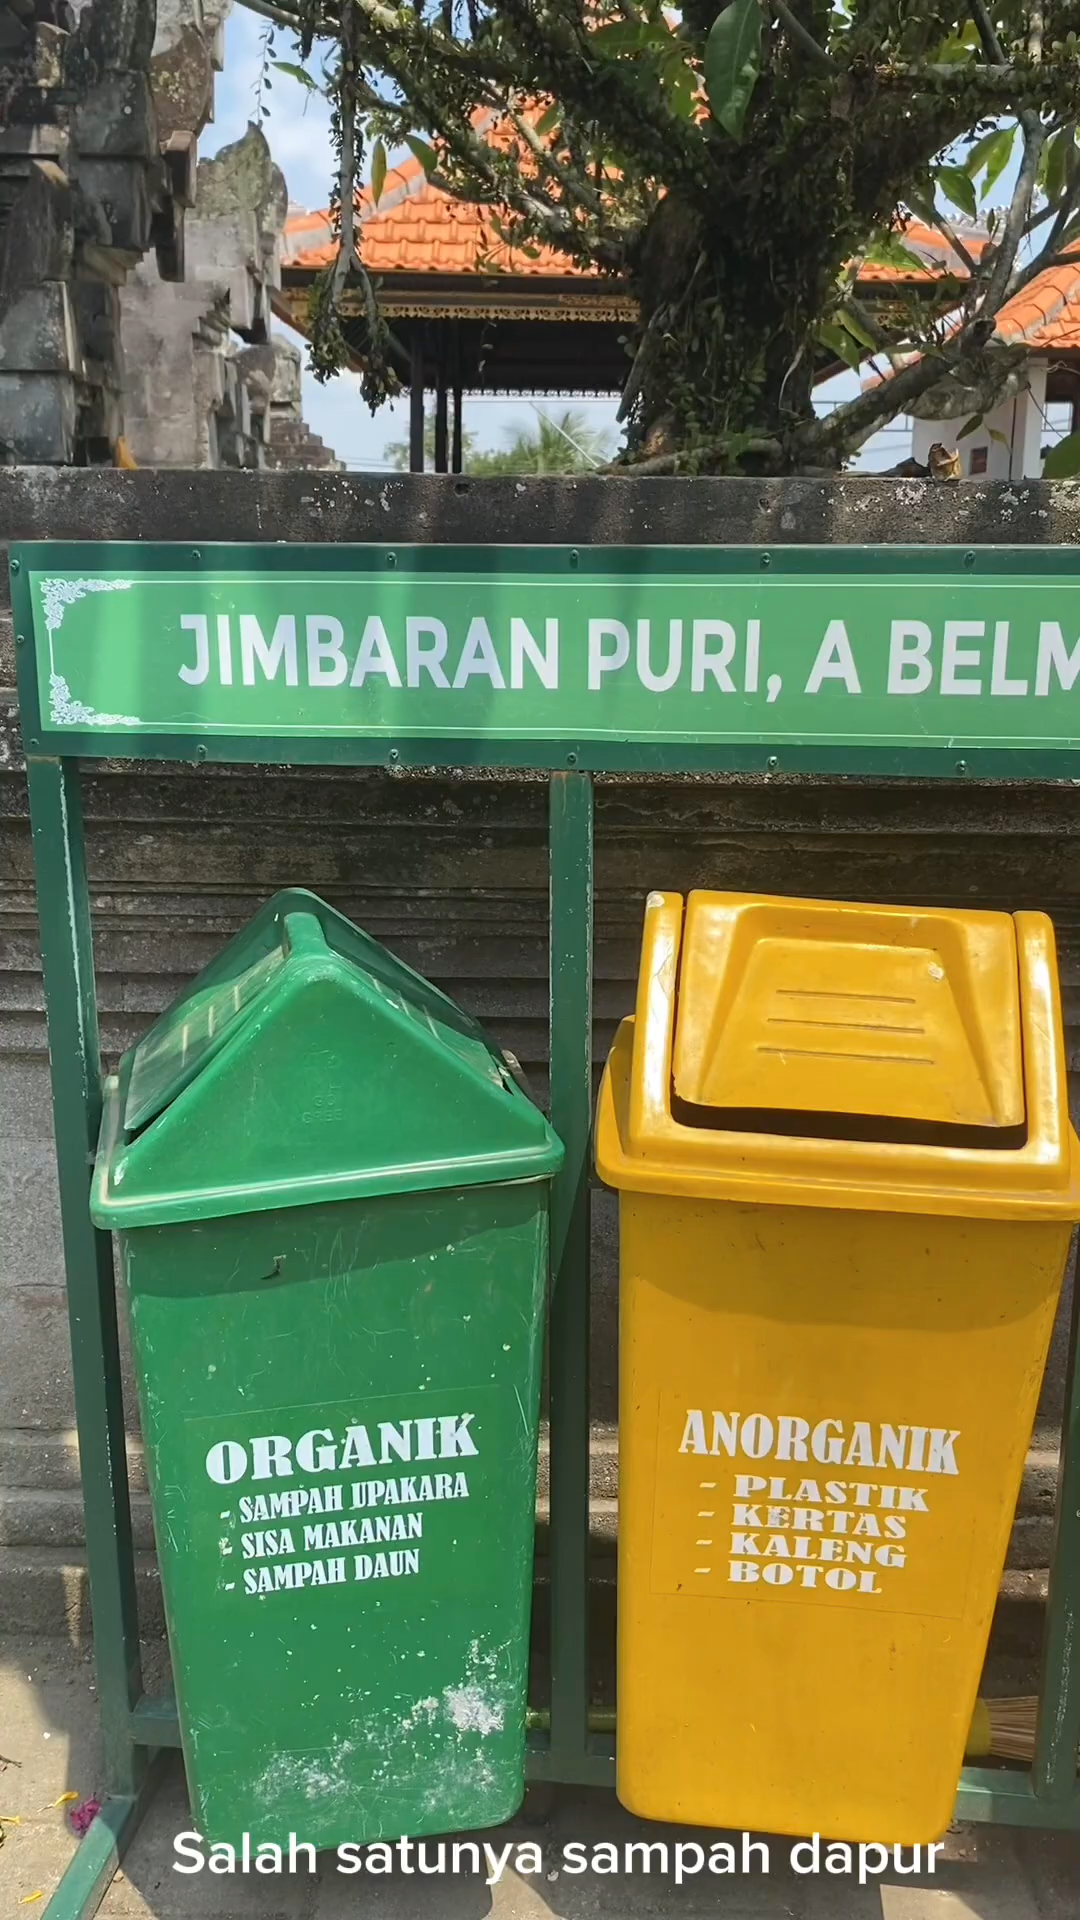 JIMBARAN PURI, A BELM
ORGANIK
- SAMPAH UPAKARA
- SISA MAKANAN
- SAMPAH DAUN
ANORGANIK
- PLASTIK
- KERTAS
- KALENG
- BOTOL
Salah satunya sampah dapur